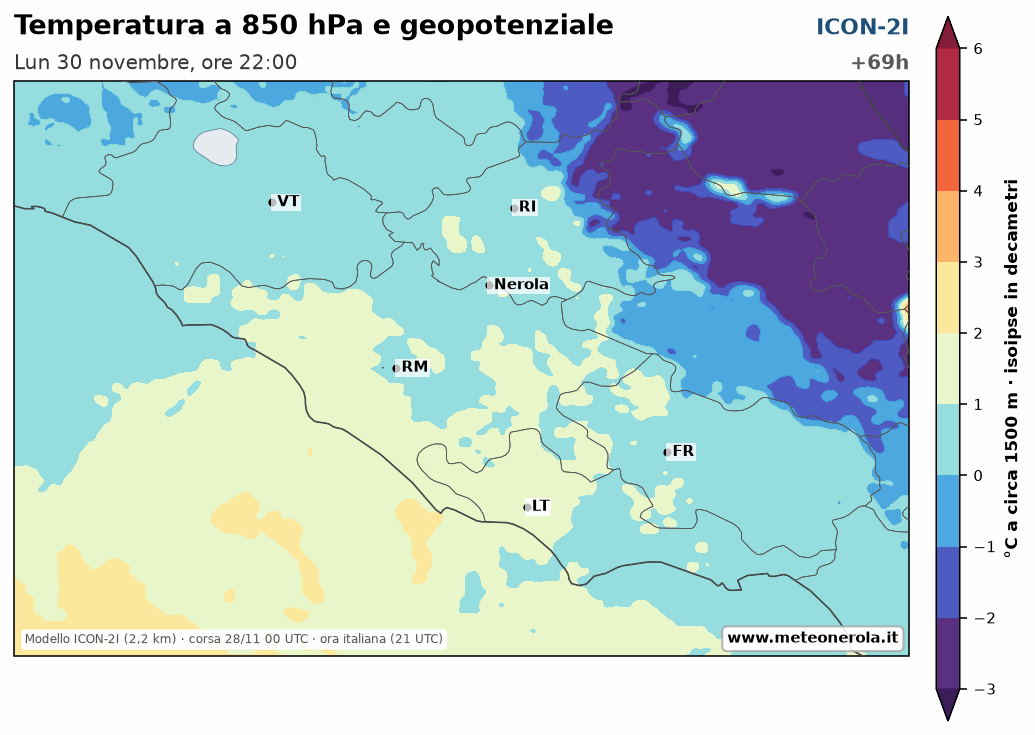 Temperatura a 850 hPa e geopotenziale
ICON-2I
Lun 30 novembre, ore 22:00
+69h
VT
RI
Nerola
RM
FR
LT
Modello ICON-2I (2,2 km) · corsa 28/11 00 UTC · ora italiana (21 UTC)
www.meteonerola.it
6
5
4
3
2
1
0
−1
−2
−3
°C a circa 1500 m · isoipse in decametri